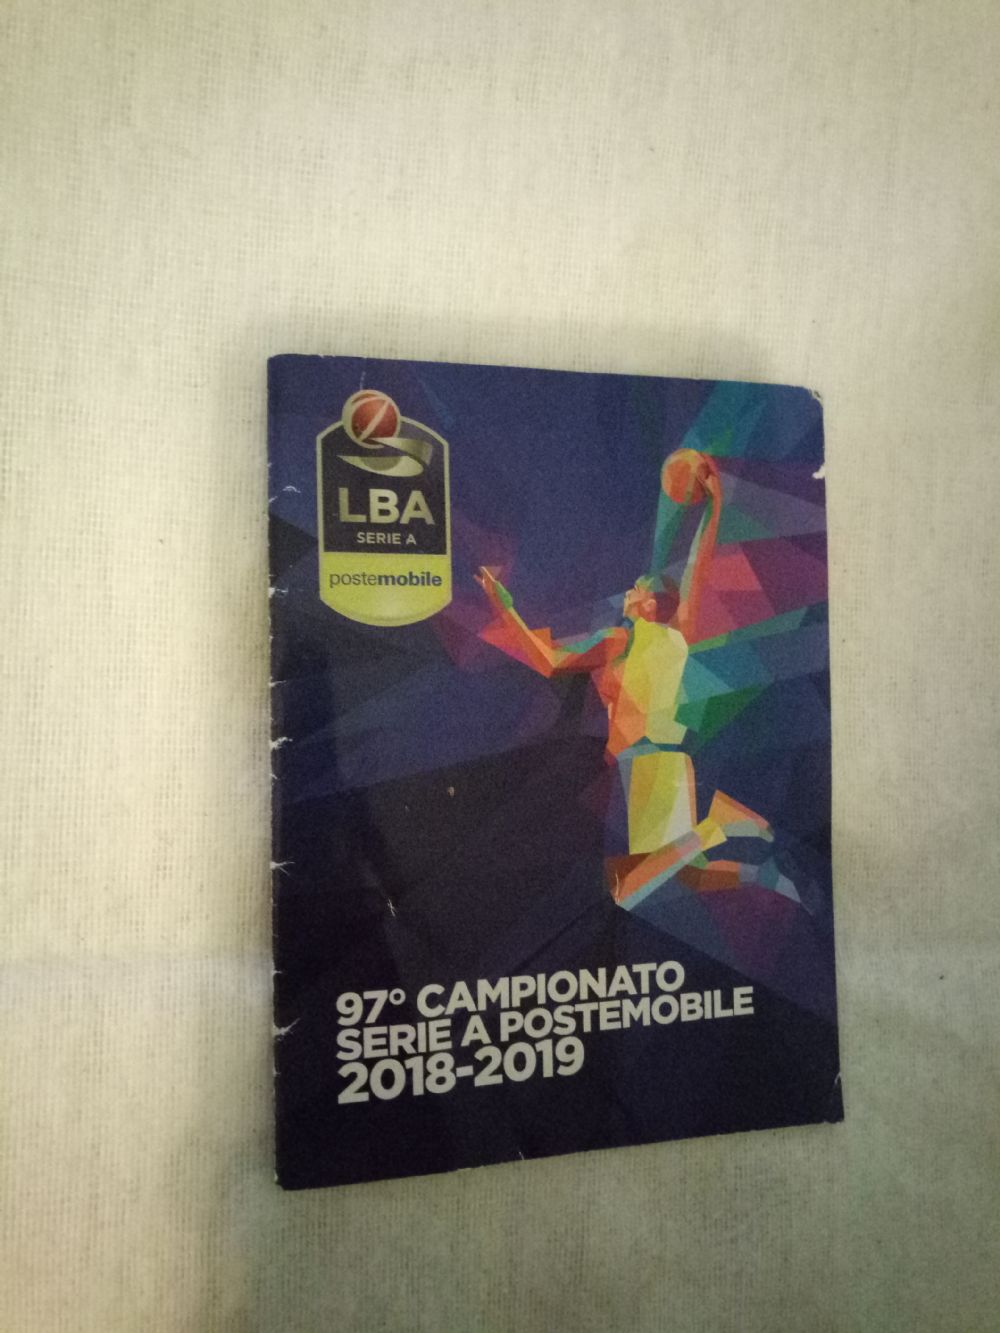 LBA
SERIE A
postemobile
97° CAMPIONATO
SERIE A POSTEMOBILE
2018-2019